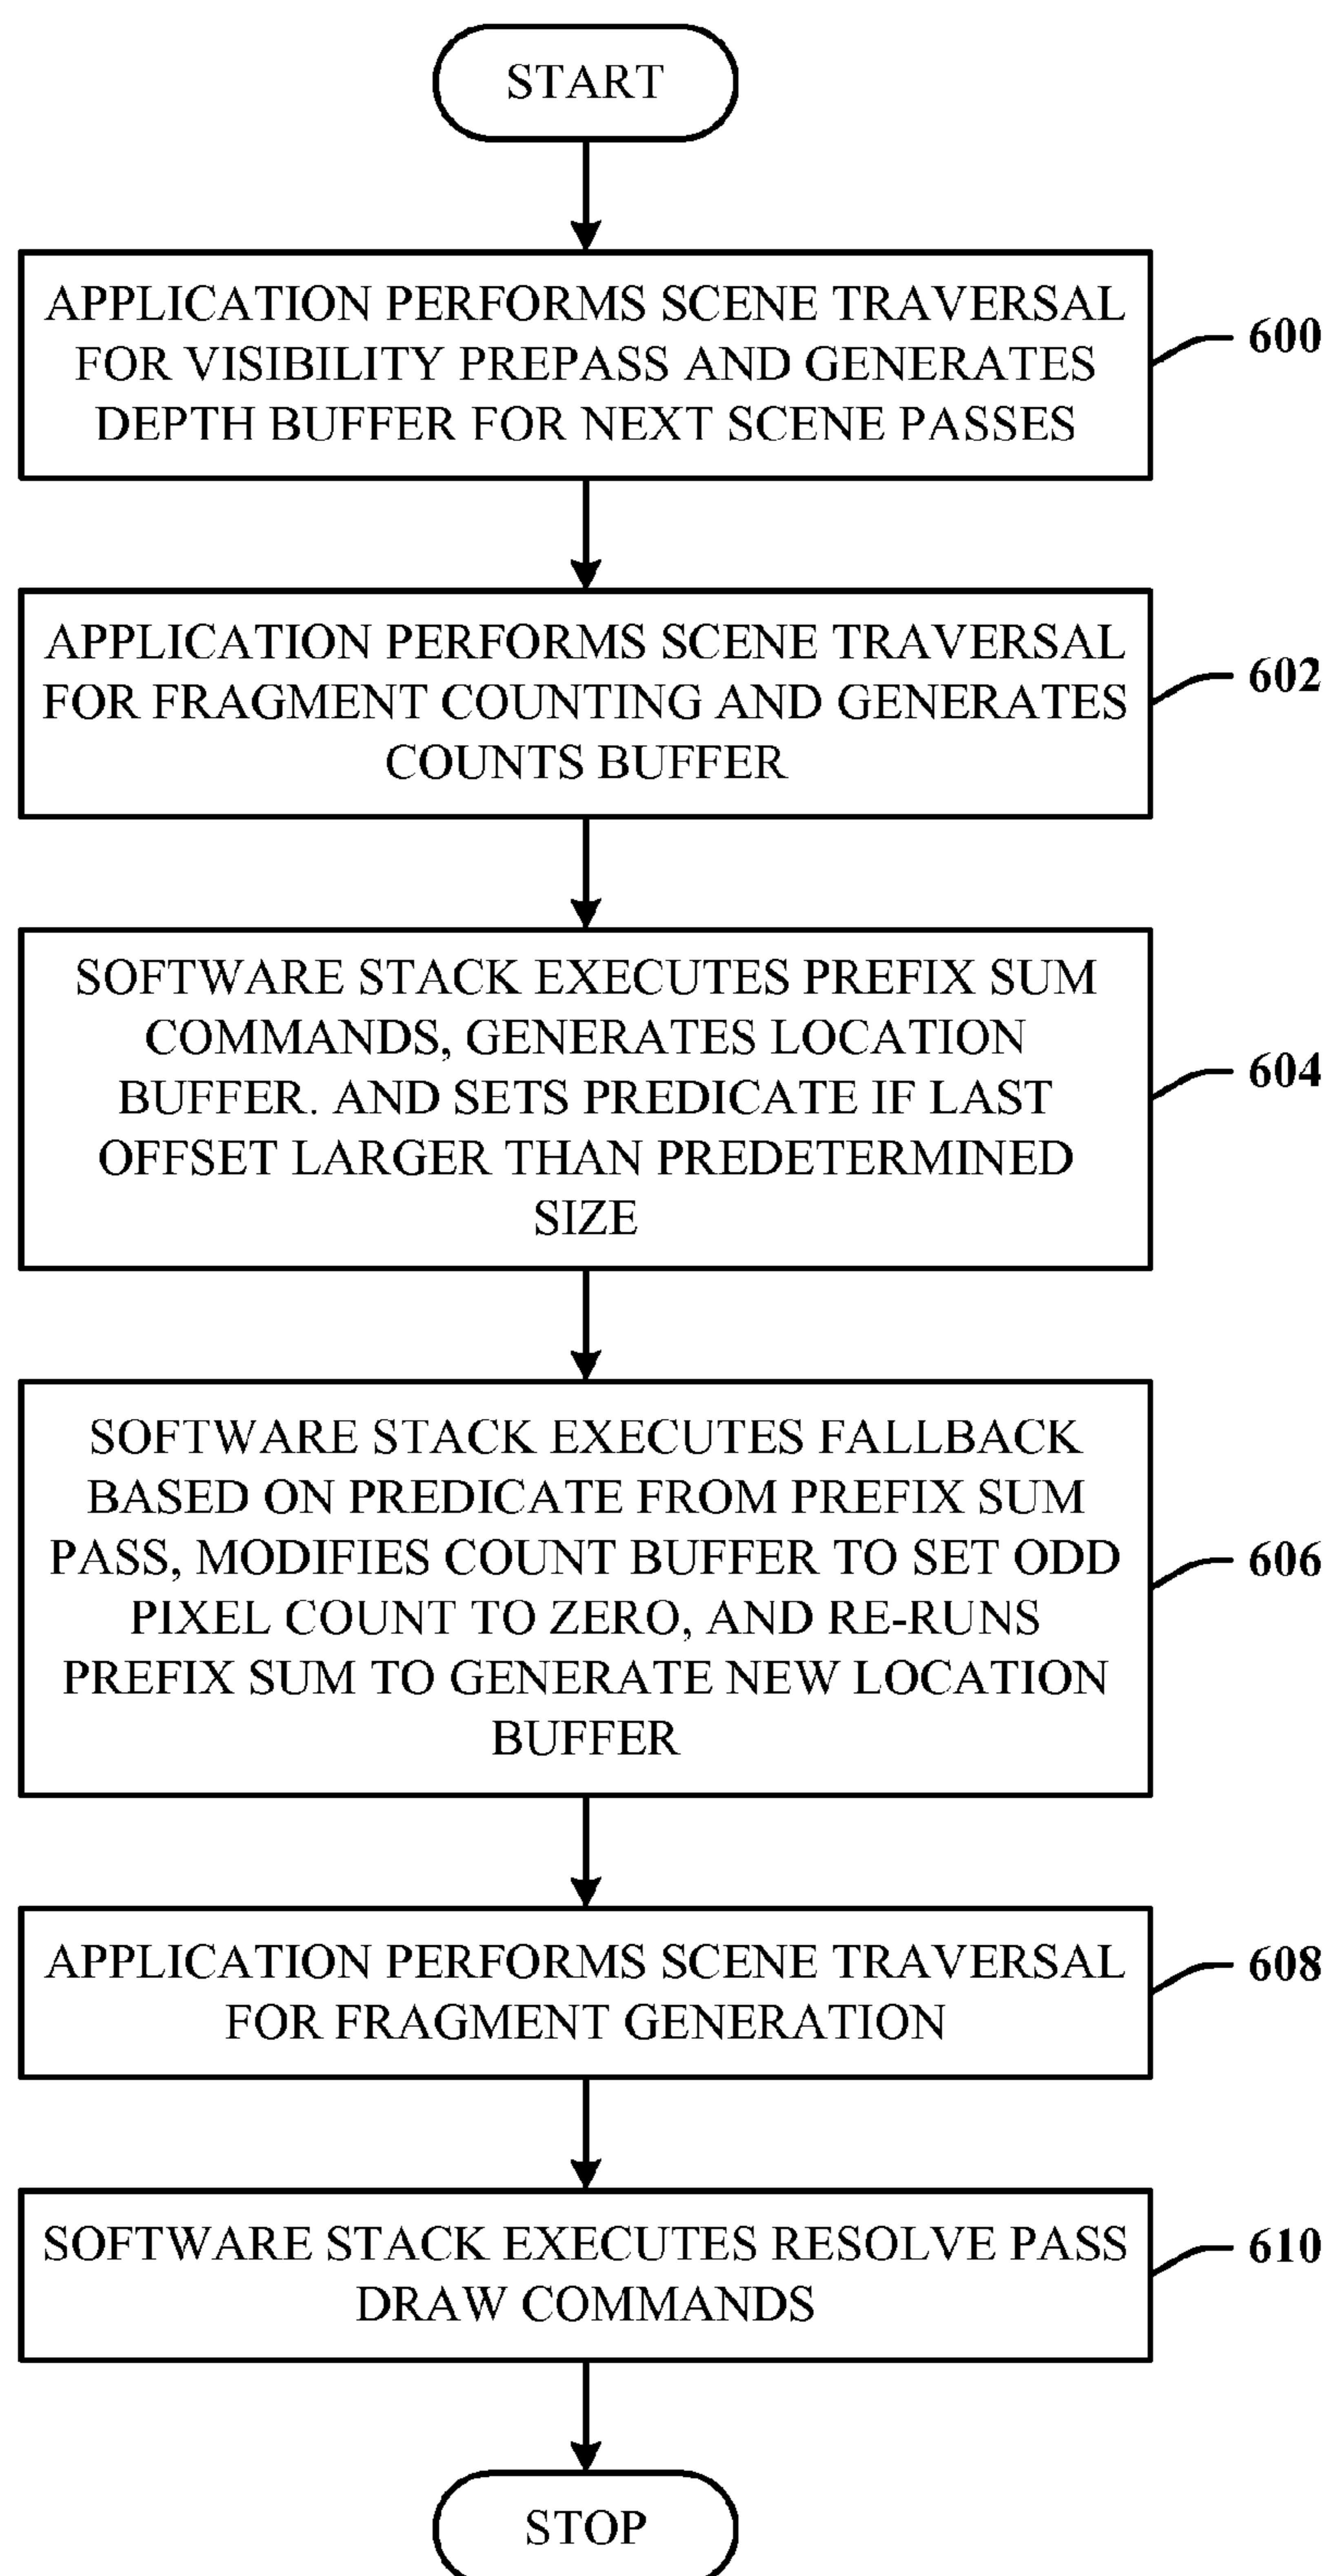 START
APPLICATION PERFORMS SCENE TRAVERSAL
FOR VISIBILITY PREPASS AND GENERATES
DEPTH BUFFER FOR NEXT SCENE PASSES
600
APPLICATION PERFORMS SCENE TRAVERSAL
FOR FRAGMENT COUNTING AND GENERATES
COUNTS BUFFER
602
SOFTWARE STACK EXECUTES PREFIX SUM
COMMANDS, GENERATES LOCATION
BUFFER. AND SETS PREDICATE IF LAST
OFFSET LARGER THAN PREDETERMINED
SIZE
604
SOFTWARE STACK EXECUTES FALLBACK
BASED ON PREDICATE FROM PREFIX SUM
PASS, MODIFIES COUNT BUFFER TO SET ODD
PIXEL COUNT TO ZERO, AND RE-RUNS
PREFIX SUM TO GENERATE NEW LOCATION
BUFFER
606
APPLICATION PERFORMS SCENE TRAVERSAL
FOR FRAGMENT GENERATION
608
SOFTWARE STACK EXECUTES RESOLVE PASS
DRAW COMMANDS
610
STOP